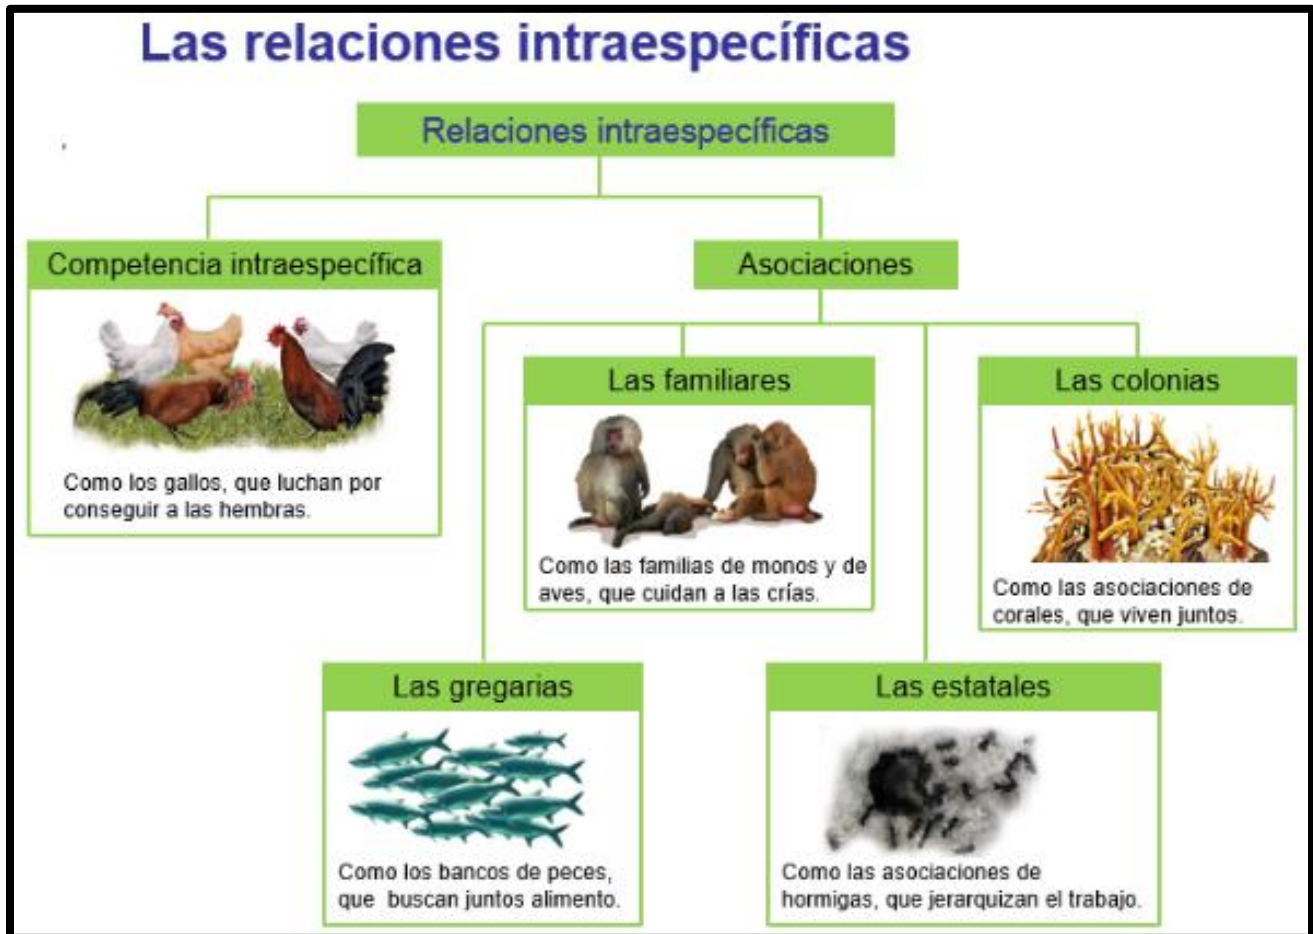 Las relaciones intraespecíficas
Relaciones intraespecíficas
Competencia intraespecífica
Como los gallos, que luchan por
conseguir a las hembras.
Asociaciones
Las familiares
Como las familias de monos y de
aves, que cuidan a las crías.
Las colonias
Como las asociaciones de
corales, que viven juntos.
Las gregarias
Como los bancos de peces,
que buscan juntos alimento.
Las estatales
Como las asociaciones de
hormigas, que jerarquizan el trabajo.